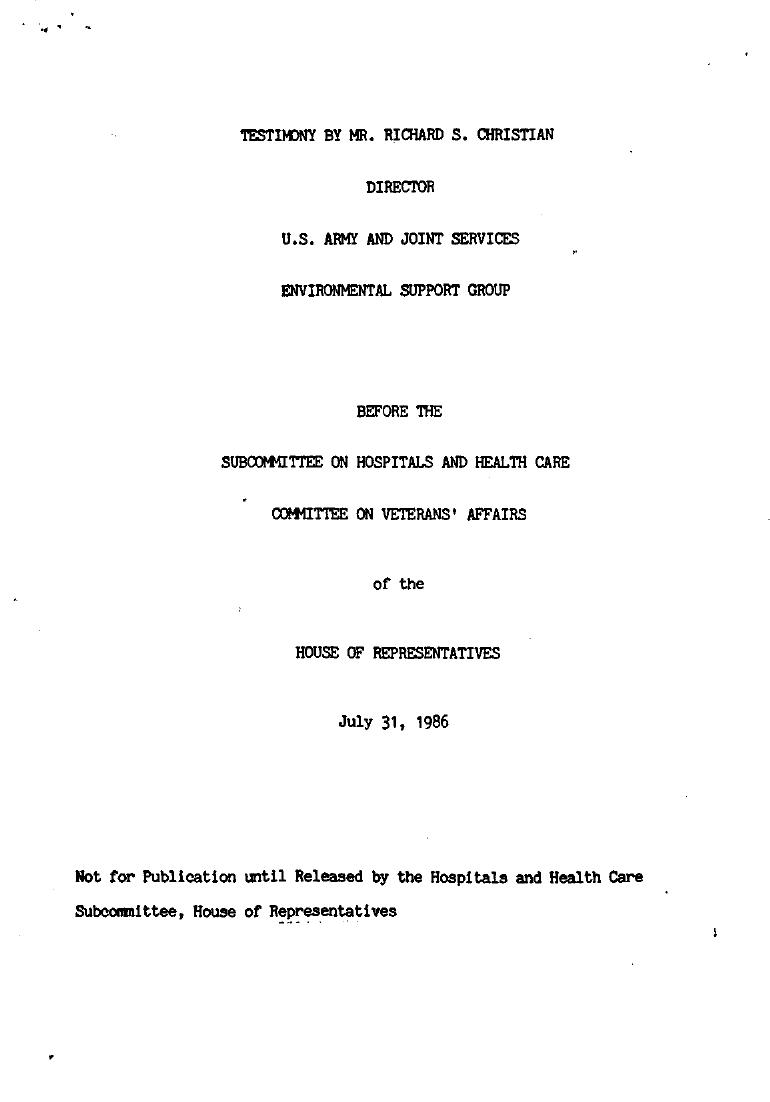 TESTIMONY BY MR. RICHARD S. CHRISTIAN
DIRECTOR
U.S. ARMY AND JOINT SERVICES
ENVIRONMENTAL SUPPORT GROUP
BEFORE THE
SUBCOMMITTEE ON HOSPITALS AND HEALTH CARE
COMMITTEE ON VETERANS' AFFAIRS
of the
HOUSE OF REPRESENTATIVES
July 31, 1986
Not for Publication until Released by the Hospitals and Health Care
Subcommittee, House of Representatives